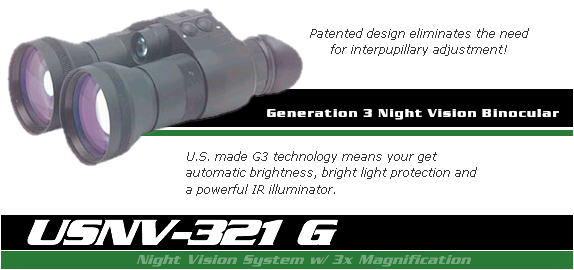 Patented design eliminates the need
for interpupillary adjustment!
Generation 3 Night Vision Binocular
U.S. made G3 technology means your get
automatic brightness, bright light protection and
a powerful IR illuminator.
USNV-321 G
Night Vision System w/ 3x Magnification